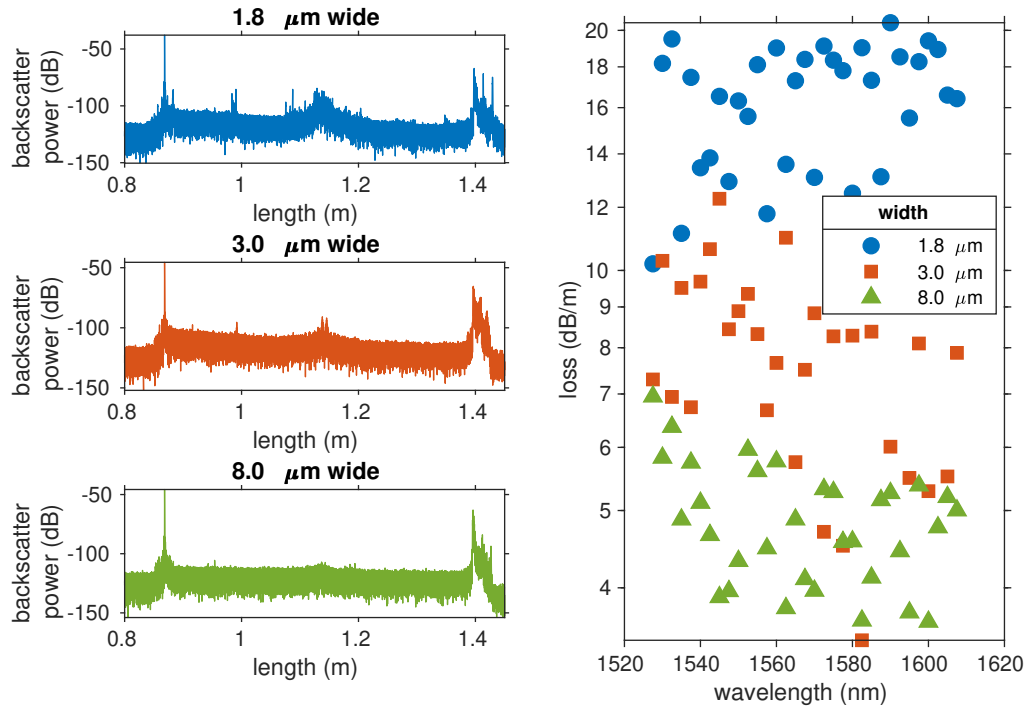 1.8 μm wide
backscatter
power (dB)
-50
-100
-150
0.8 1 1.2 1.4
length (m)
3.0 μm wide
backscatter
power (dB)
-50
-100
-150
0.8 1 1.2 1.4
length (m)
8.0 μm wide
backscatter
power (dB)
-50
-100
-150
0.8 1 1.2 1.4
length (m)
loss (dB/m)
20
18
16
14
12
10
9
8
7
6
5
4
width
1.8 μm
3.0 μm
8.0 μm
1520 1540 1560 1580 1600 1620
wavelength (nm)